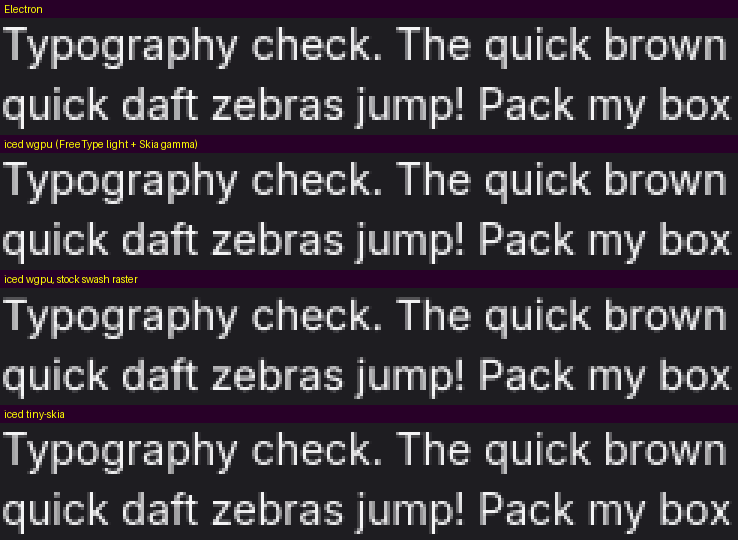 Electron
Typography check. The quick brown
quick daft zebras jump! Pack my box
iced wgpu (FreeType light + Skia gamma)
Typography check. The quick brown
quick daft zebras jump! Pack my box
iced wgpu, stock swash raster
Typography check. The quick brown
quick daft zebras jump! Pack my box
iced tiny-skia
Typography check. The quick brown
quick daft zebras jump! Pack my box